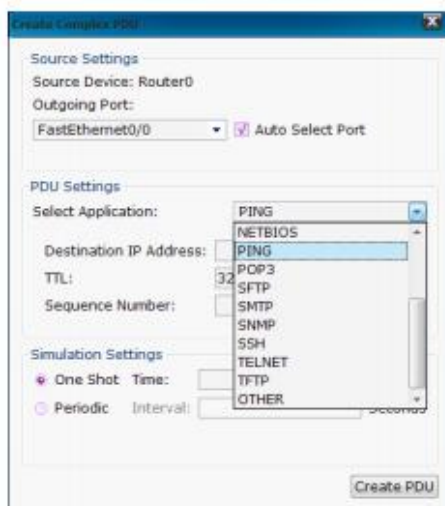 Create Complex PDU
Source Settings
Source Device: Router0
Outgoing Port:
FastEthernet0/0
Auto Select Port
PDU Settings
Select Application:
PING
NETBIOS
Destination IP Address:
PING
POP3
TTL:
32
SFTP
Sequence Number:
SMTP
SNMP
SSH
Simulation Settings
TELNET
One Shot Time:
TFTP
Periodic Interval:
OTHER
Seconds
Create PDU